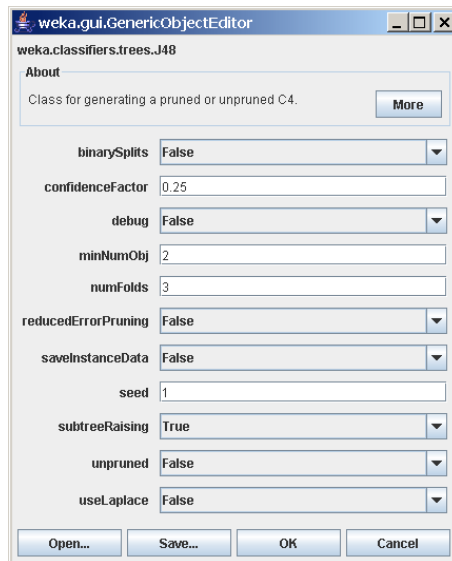 weka.gui.GenericObjectEditor
weka.classifiers.trees.J48
About
Class for generating a pruned or unpruned C4.
More
binarySplits False
confidenceFactor 0.25
debug False
minNumObj 2
numFolds 3
reducedErrorPruning False
saveInstanceData False
seed 1
subtreeRaising True
unpruned False
useLaplace False
Open... Save... OK Cancel